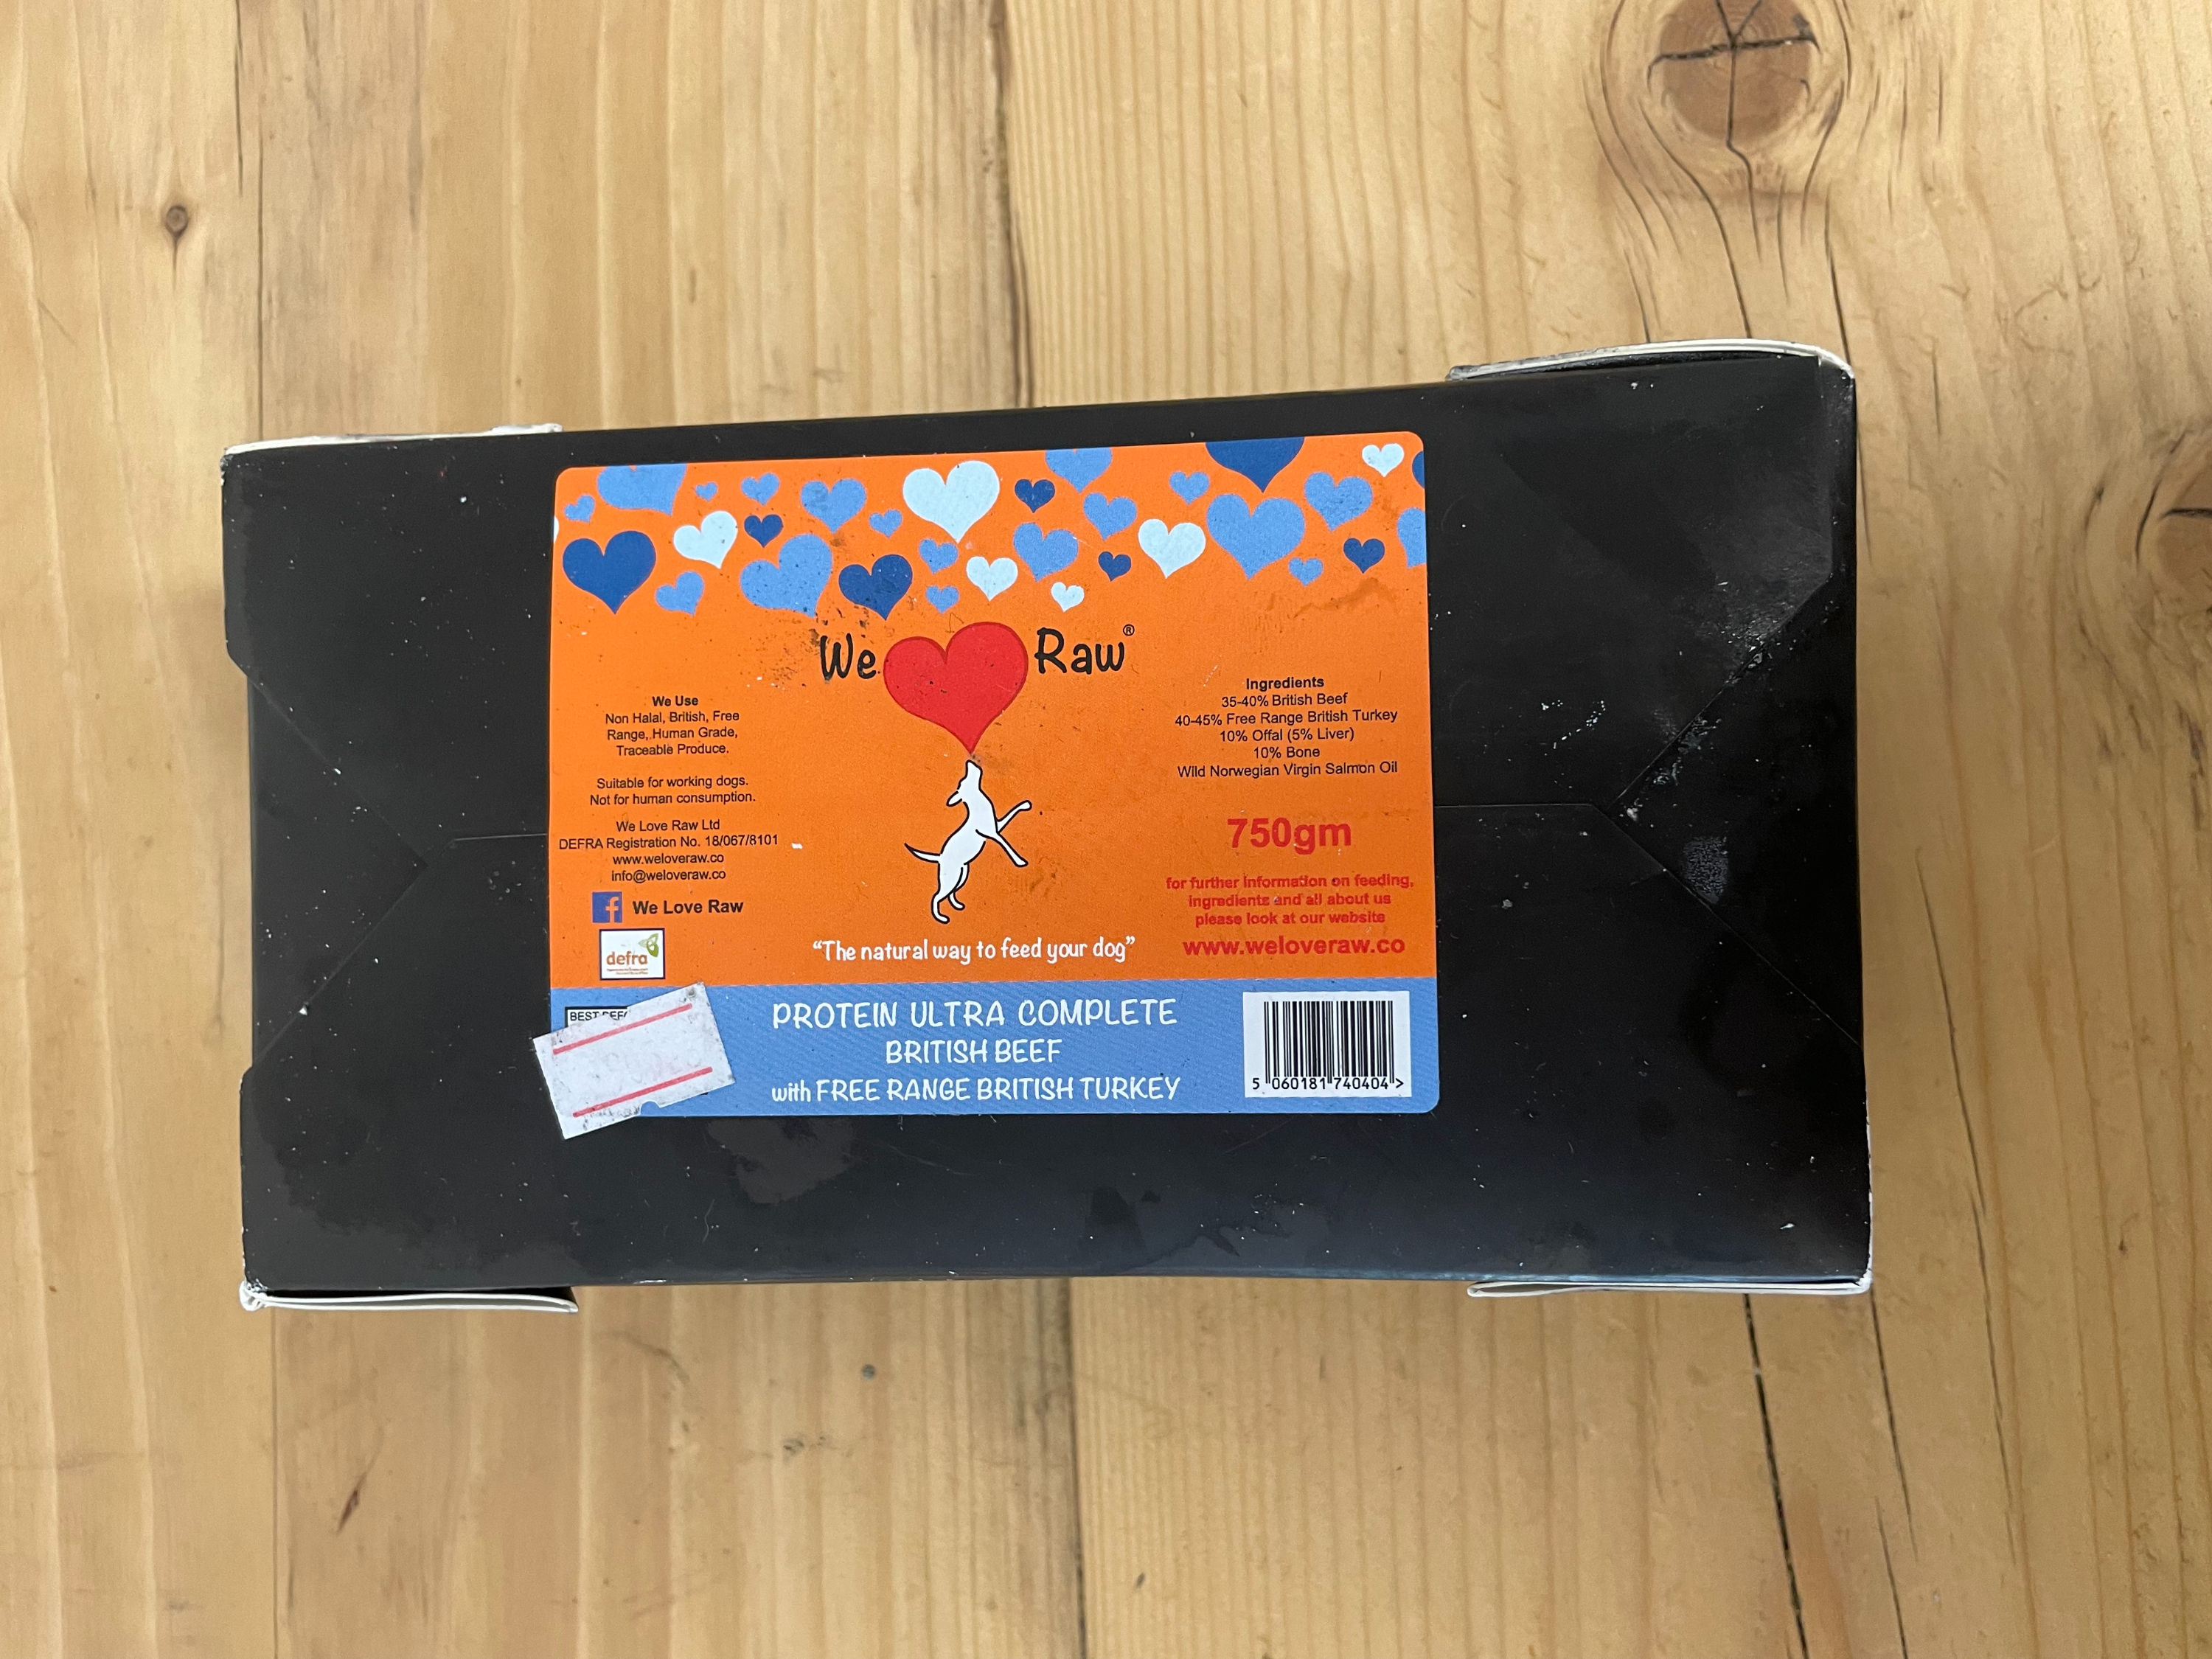 We Raw®
We Use
Non Halal, British, Free
Range, Human Grade,
Traceable Produce.
Suitable for working dogs.
Not for human consumption.
We Love Raw Ltd
DEFRA Registration No. 18/067/8101
www.weloveraw.co
info@weloveraw.co
f We Love Raw
defra
"The natural way to feed your dog"
Ingredients
35-40% British Beef
40-45% Free Range British Turkey
10% Offal (5% Liver)
10% Bone
Wild Norwegian Virgin Salmon Oil
750gm
for further information on feeding,
ingredients and all about us
please look at our website
www.weloveraw.co
BEST
PROTEIN ULTRA COMPLETE
BRITISH BEEF
with FREE RANGE BRITISH TURKEY
5 060181 740404 >